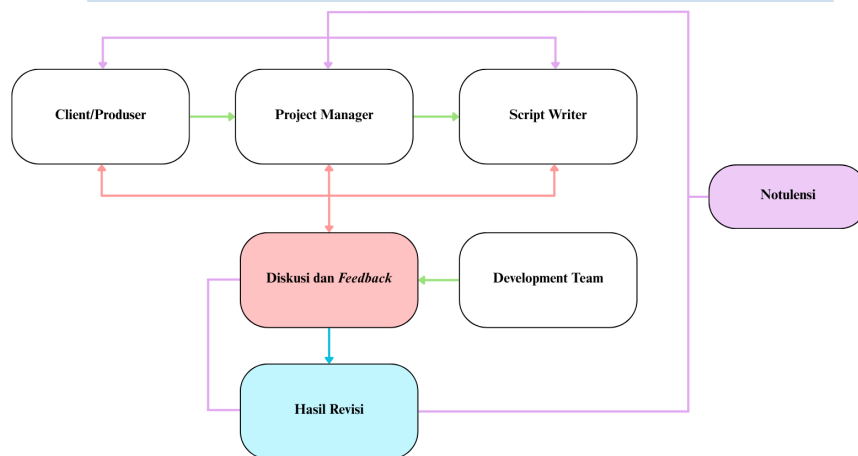 Client/Produser
Project Manager
Script Writer
Notulensi
Diskusi dan Feedback
Development Team
Hasil Revisi